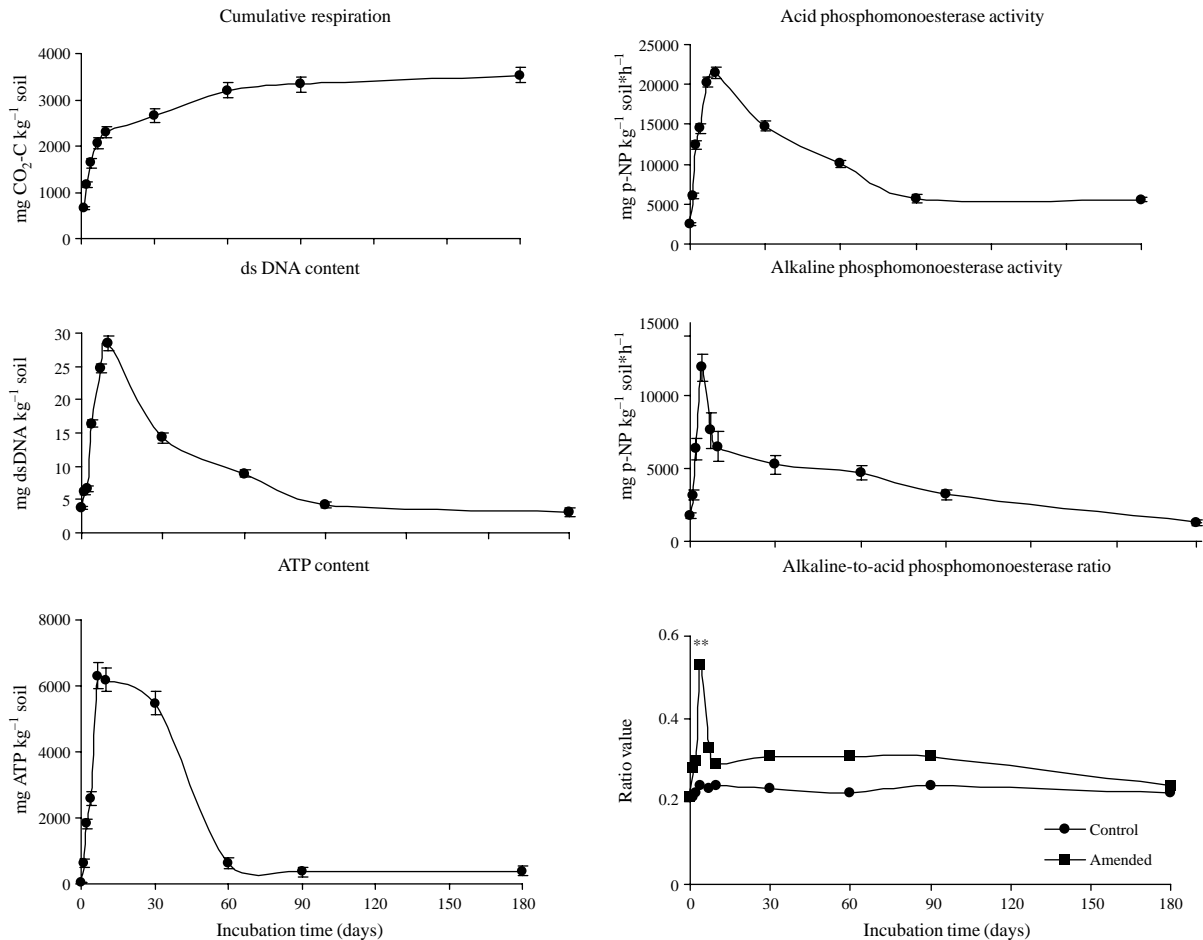 Cumulative respiration
4000
3000
2000
1000
0
mg CO₂-C kg⁻¹ soil
ds DNA content
30
25
20
15
10
5
0
mg dsDNA kg⁻¹ soil
ATP content
8000
6000
4000
2000
0
mg ATP kg⁻¹ soil
0 30 60 90 120 150 180
Incubation time (days)
Acid phosphomonoesterase activity
25000
20000
15000
10000
5000
0
mg p-NP kg⁻¹ soil*h⁻¹
Alkaline phosphomonoesterase activity
15000
12000
10000
5000
0
mg p-NP kg⁻¹ soil*h⁻¹
Alkaline-to-acid phosphomonoesterase ratio
0.6
0.4
0.2
0
Ratio value
**
Control
Amended
0 30 60 90 120 150 180
Incubation time (days)